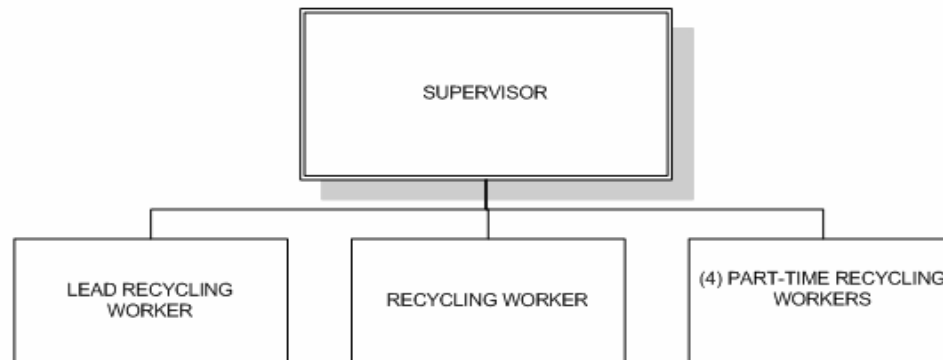 SUPERVISOR
LEAD RECYCLING
WORKER
RECYCLING WORKER
(4) PART-TIME RECYCLING
WORKERS